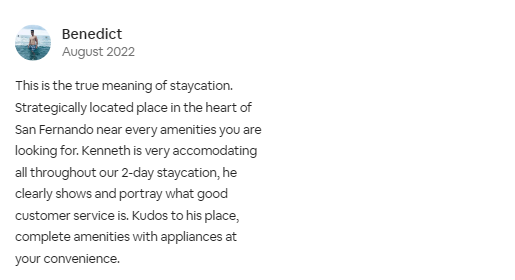 Benedict
August 2022
This is the true meaning of staycation.
Strategically located place in the heart of
San Fernando near every amenities you are
looking for. Kenneth is very accomodating
all throughout our 2-day staycation, he
clearly shows and portray what good
customer service is. Kudos to his place,
complete amenities with appliances at
your convenience.